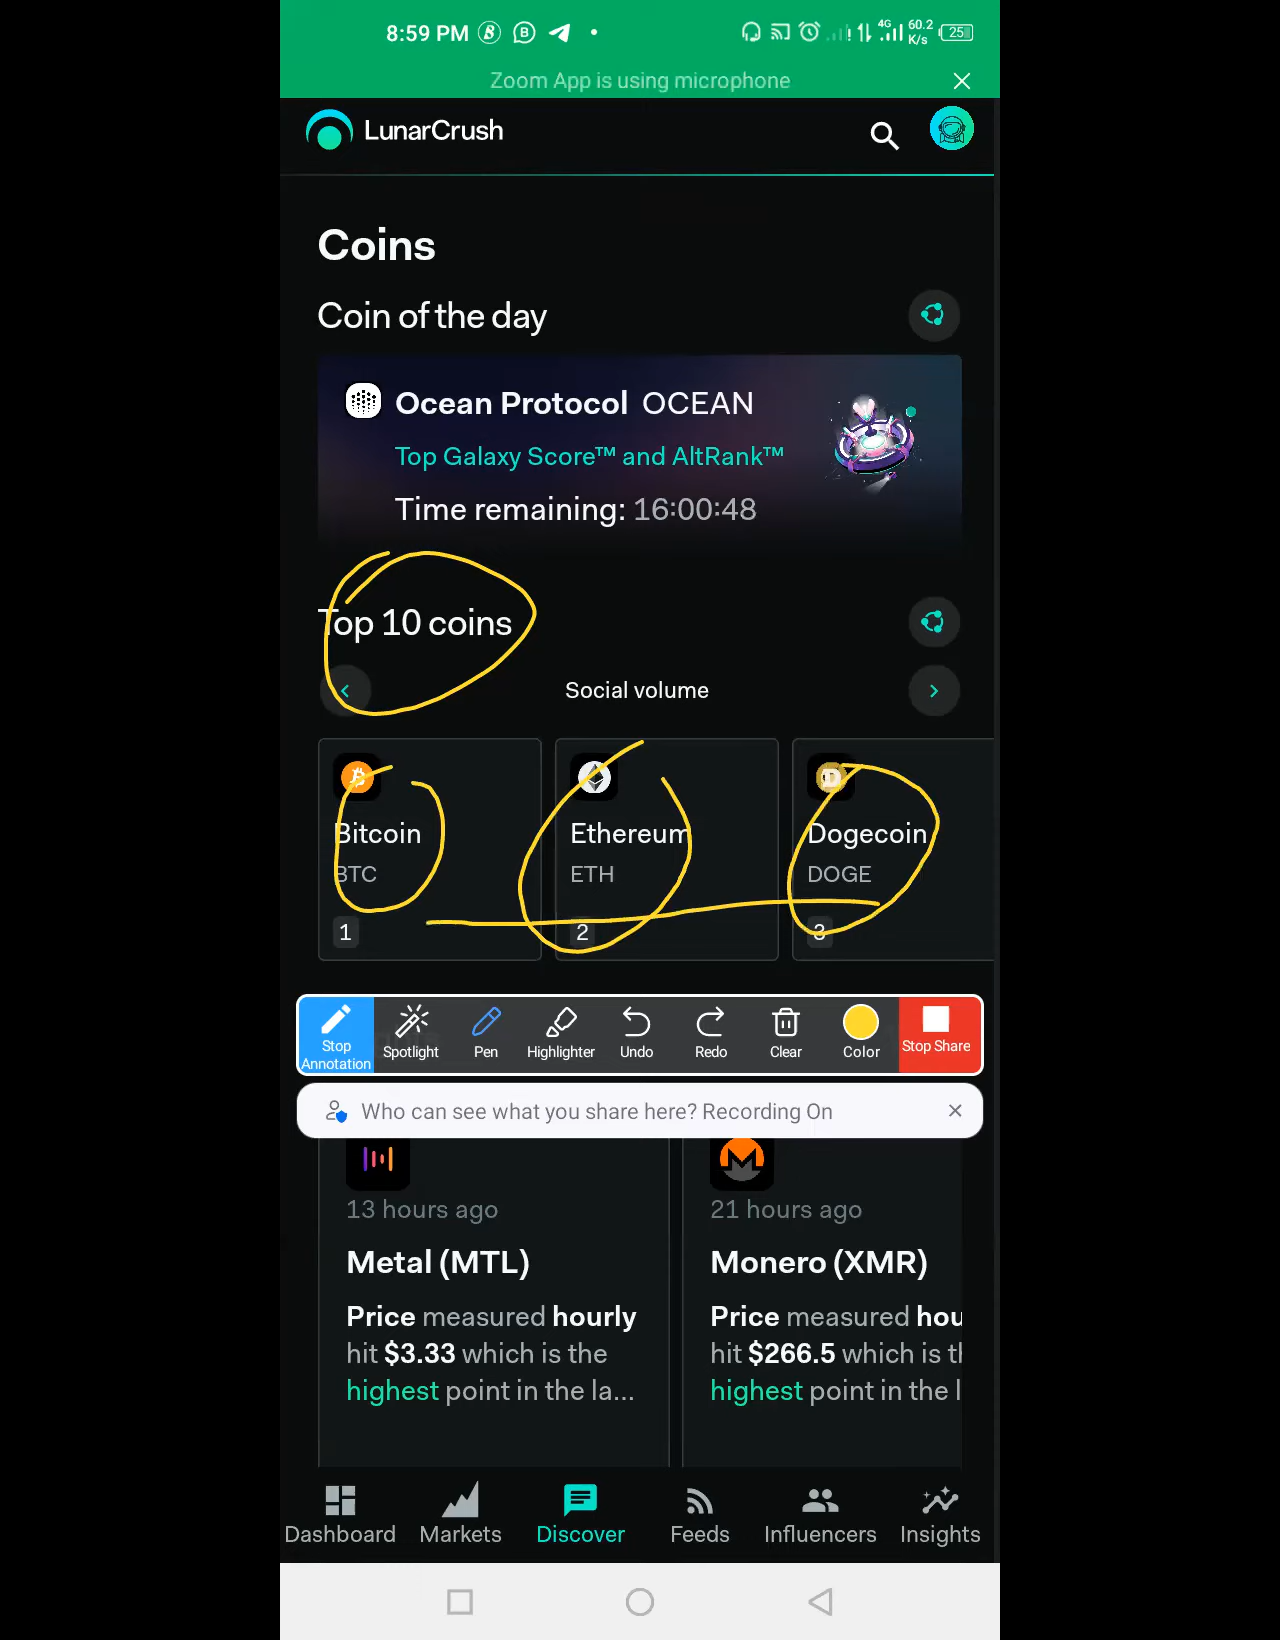 8:59 PM
4G 60.2 K/s 25
Zoom App is using microphone
LunarCrush
Coins
Coin of the day
Ocean Protocol OCEAN
Top Galaxy Score™ and AltRank™
Time remaining: 16:00:48
Top 10 coins
Social volume
Bitcoin Ethereum Dogecoin
BTC ETH DOGE
1 2 3
Stop Annotation Spotlight Pen Highlighter Undo Redo Clear Color Stop Share
Who can see what you share here? Recording On
13 hours ago
Metal (MTL)
Price measured hourly
hit $3.33 which is the
highest point in the la...
21 hours ago
Monero (XMR)
Price measured hou
hit $266.5 which is th
highest point in the l
Dashboard Markets Discover Feeds Influencers Insights